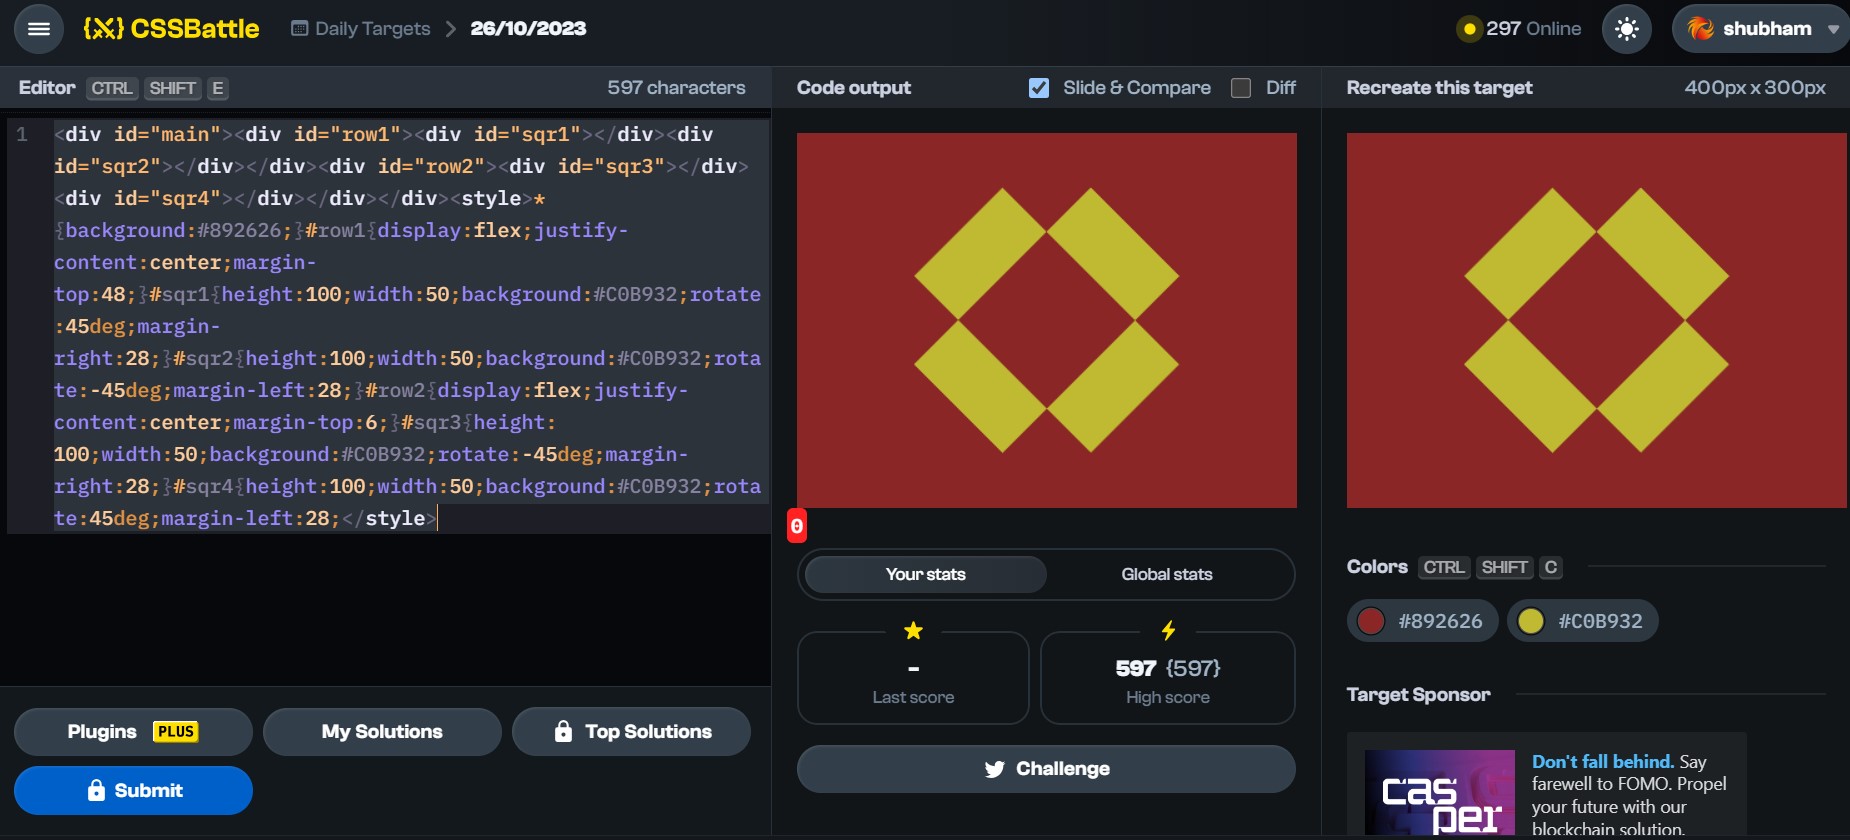 {X} CSSBattle Daily Targets 26/10/2023 297 Online shubham
Editor CTRL SHIFT E 597 characters
Code output Slide & Compare Diff
Recreate this target 400px x 300px
1 <div id="main"><div id="row1"><div id="sqr1"></div><div
id="sqr2"></div></div><div id="row2"><div id="sqr3"></div>
<div id="sqr4"></div></div></div><style>*
{background:#892626;}#row1{display:flex;justify-
content:center;margin-
top:48;}#sqr1{height:100;width:50;background:#C0B932;rotate
:45deg;margin-
right:28;}#sqr2{height:100;width:50;background:#C0B932;rota
te:-45deg;margin-left:28;}#row2{display:flex;justify-
content:center;margin-top:6;}#sqr3{height:
100;width:50;background:#C0B932;rotate:-45deg;margin-
right:28;}#sqr4{height:100;width:50;background:#C0B932;rota
te:45deg;margin-left:28;</style>
Plugins PLUS My Solutions Top Solutions
Submit
0
Your stats Global stats
-
Last score
597 {597}
High score
Challenge
Colors CTRL SHIFT C
#892626 #C0B932
Target Sponsor
cas
per
Don't fall behind. Say
farewell to FOMO. Propel
your future with our
blockchain solution.